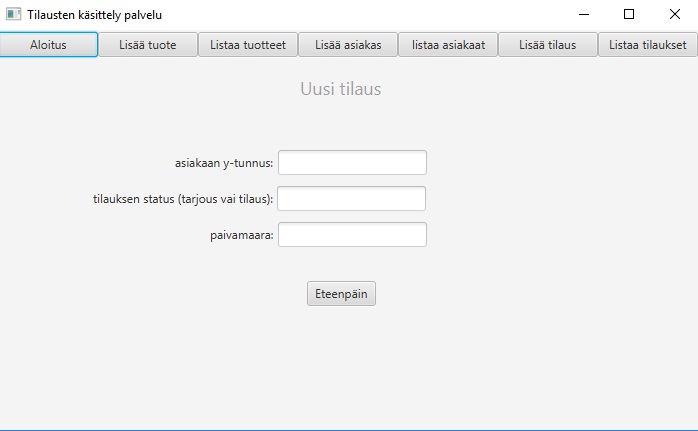 Tilausten käsittely palvelu
Aloitus Lisää tuote Listaa tuotteet Lisää asiakas listaa asiakaat Lisää tilaus Listaa tilaukset
Uusi tilaus
asiakaan y-tunnus:
tilauksen status (tarjous vai tilaus):
paivamaara:
Eteenpäin